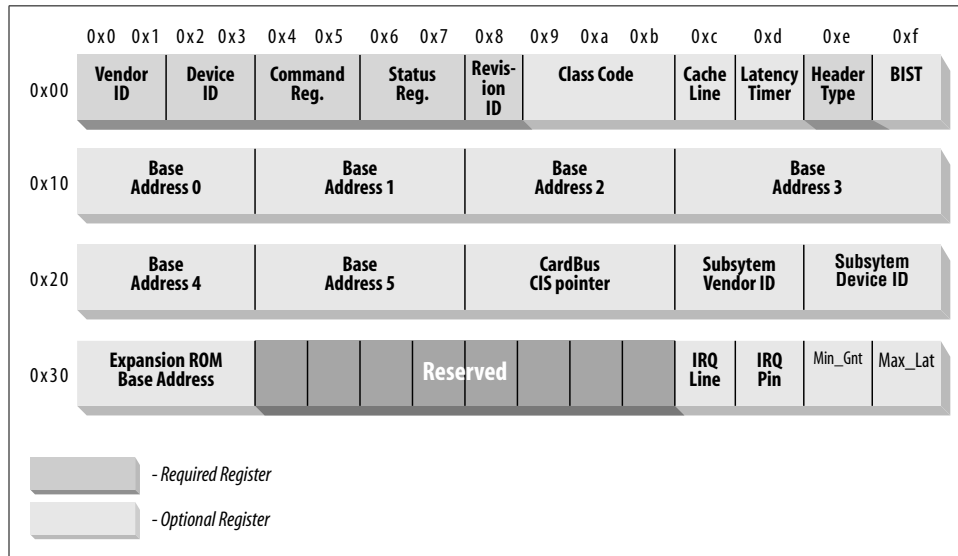 0x0 0x1 0x2 0x3 0x4 0x5 0x6 0x7 0x8 0x9 0xa 0xb 0xc 0xd 0xe 0xf
0x00
Vendor
ID
Device
ID
Command
Reg.
Status
Reg.
Revis-
ion
ID
Class Code
Cache
Line
Latency
Timer
Header
Type
BIST
0x10
Base
Address 0
Base
Address 1
Base
Address 2
Base
Address 3
0x20
Base
Address 4
Base
Address 5
CardBus
CIS pointer
Subsytem
Vendor ID
Subsytem
Device ID
0x30
Expansion ROM
Base Address
Reserved
IRQ
Line
IRQ
Pin
Min_Gnt
Max_Lat
- Required Register
- Optional Register